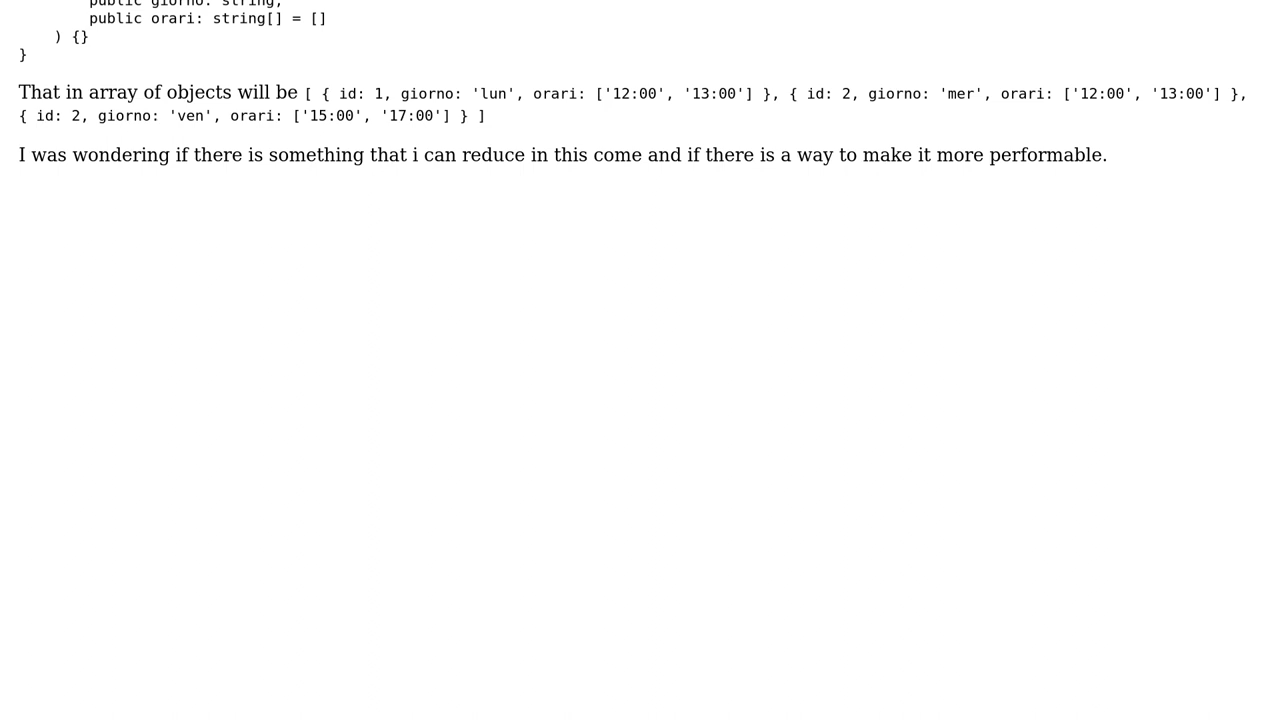 public giorno: string,
public orari: string[] = []
) {}
}
That in array of objects will be [ { id: 1, giorno: 'lun', orari: ['12:00', '13:00'] }, { id: 2, giorno: 'mer', orari: ['12:00', '13:00'] },
{ id: 2, giorno: 'ven', orari: ['15:00', '17:00'] } ]
I was wondering if there is something that i can reduce in this come and if there is a way to make it more performable.